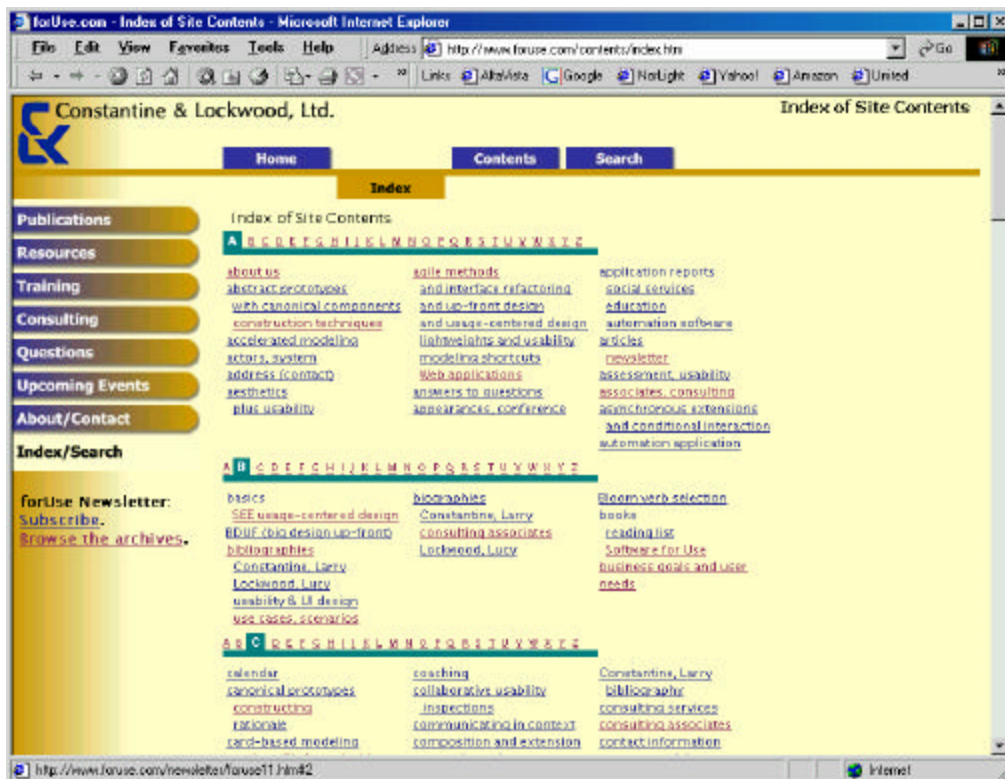 forUse.com - Index of Site Contents - Microsoft Internet Explorer
File Edit View Favorites Tools Help Address http://www.foruse.com/contents/index.htm Go
Links AltaVista Google NorLight Yahoo! Amazon United
Constantine & Lockwood, Ltd.
Index of Site Contents
Home Contents Search
Index
Publications
Resources
Training
Consulting
Questions
Upcoming Events
About/Contact
Index/Search
forUse Newsletter:
Subscribe.
Browse the archives.
Index of Site Contents
A B C D E F G H I J K L M N O P Q R S T U V W X Y Z
about us
abstract prototypes
with canonical components
construction techniques
accelerated modeling
actors, system
address (contact)
aesthetics
plus usability
agile methods
and interface refactoring
and up-front design
and usage-centered design
lightweights and usability
modeling shortcuts
Web applications
answers to questions
appearances, conference
application reports
social services
education
automation software
articles
newsletter
assessment, usability
associates, consulting
asynchronous extensions
and conditional interaction
automation application
A B C D E F G H I J K L M N O P Q R S T U V W X Y Z
basics
SEE usage-centered design
BDUF (big design up-front)
bibliographies
Constantine, Larry
Lockwood, Lucy
usability & UI design
use cases, scenarios
biographies
Constantine, Larry
consulting associates
Lockwood, Lucy
Bloom verb selection
books
reading list
Software for Use
business goals and user
needs
A B C D E F G H I J K L M N O P Q R S T U V W X Y Z
calendar
canonical prototypes
constructing
rationale
card-based modeling
coaching
collaborative usability
inspections
communicating in context
composition and extension
Constantine, Larry
bibliography
consulting services
consulting associates
contact information
http://www.foruse.com/newsletter/foruse11.htm#2
Internet